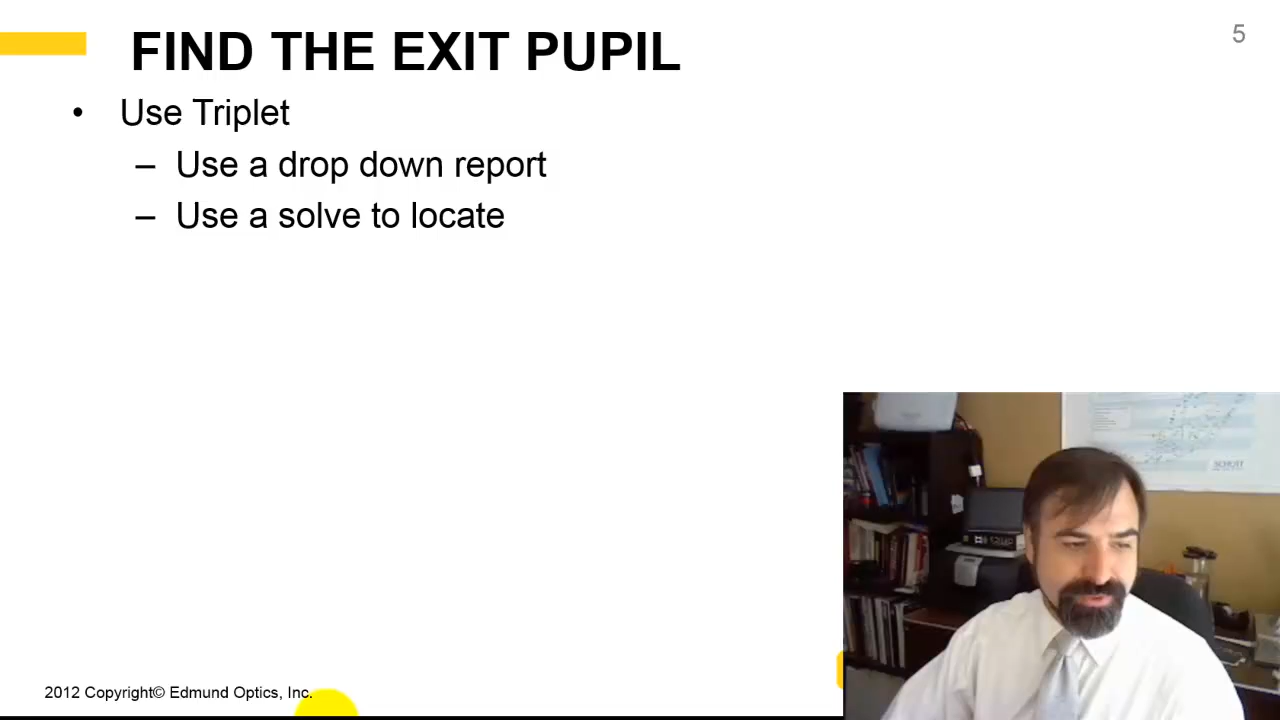 FIND THE EXIT PUPIL
5
• Use Triplet
– Use a drop down report
– Use a solve to locate
SCHOTT
2012 Copyright© Edmund Optics, Inc.